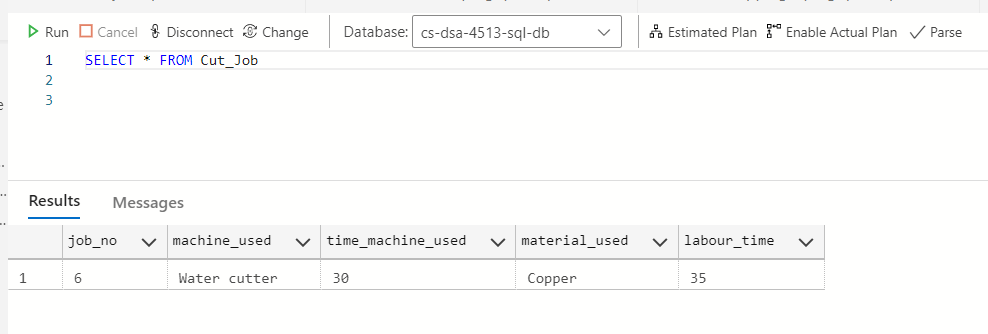 Run Cancel Disconnect Change Database: cs-dsa-4513-sql-db Estimated Plan Enable Actual Plan Parse
1 SELECT * FROM Cut_Job
2
3
Results Messages
job_no machine_used time_machine_used material_used labour_time
1 6 Water cutter 30 Copper 35